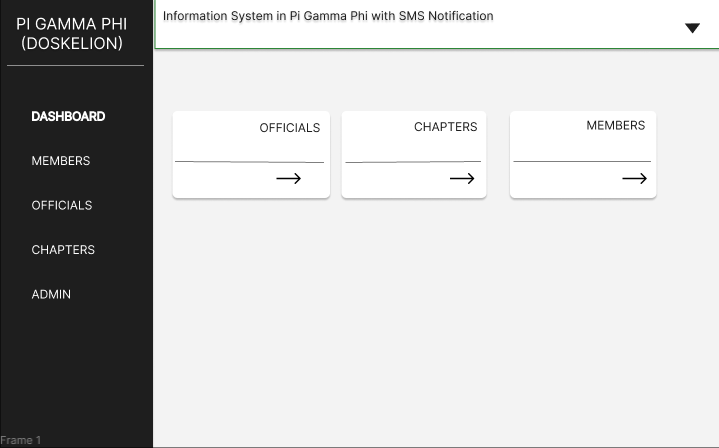 PI GAMMA PHI
(DOSKELION)
Information System in Pi Gamma Phi with SMS Notification
DASHBOARD
MEMBERS
OFFICIALS
CHAPTERS
ADMIN
OFFICIALS
CHAPTERS
MEMBERS
Frame 1